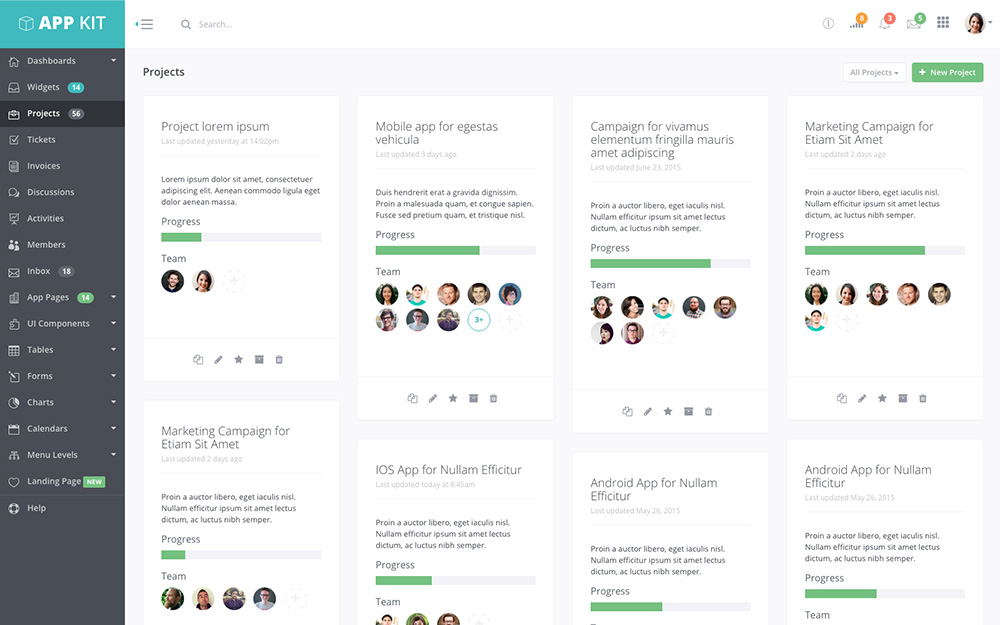 APP KIT
Search...
8
3
5
Dashboards
Widgets 14
Projects 56
Tickets
Invoices
Discussions
Activities
Members
Inbox 18
App Pages 14
UI Components
Tables
Forms
Charts
Calendars
Menu Levels
Landing Page NEW
Help
Projects
All Projects
+ New Project
Project lorem ipsum
Last updated yesterday at 14:02pm
Lorem ipsum dolor sit amet, consectetuer
adipiscing elit. Aenean commodo ligula eget
dolor aenean massa.
Progress
Team
Mobile app for egestas
vehicula
Last updated 3 days ago
Duis hendrerit erat a gravida dignissim.
Proin a malesuada quam, et congue sapien.
Fusce sed pretium quam, et tristique nisl.
Progress
Team
3+
Campaign for vivamus
elementum fringilla mauris
amet adipiscing
Last updated June 23, 2015
Proin a auctor libero, eget iaculis nisl.
Nullam efficitur ipsum sit amet lectus
dictum, ac luctus nibh semper.
Progress
Team
Marketing Campaign for
Etiam Sit Amet
Last updated 2 days ago
Proin a auctor libero, eget iaculis nisl.
Nullam efficitur ipsum sit amet lectus
dictum, ac luctus nibh semper.
Progress
Team
Marketing Campaign for
Etiam Sit Amet
Last updated 2 days ago
Proin a auctor libero, eget iaculis nisl.
Nullam efficitur ipsum sit amet lectus
dictum, ac luctus nibh semper.
Progress
Team
IOS App for Nullam Efficitur
Last updated today at 8:45am
Proin a auctor libero, eget iaculis nisl.
Nullam efficitur ipsum sit amet lectus
dictum, ac luctus nibh semper.
Progress
Team
Android App for Nullam
Efficitur
Last updated May 26, 2015
Proin a auctor libero, eget iaculis nisl.
Nullam efficitur ipsum sit amet lectus
dictum, ac luctus nibh semper.
Progress
Team
Android App for Nullam
Efficitur
Last updated May 26, 2015
Proin a auctor libero, eget iaculis nisl.
Nullam efficitur ipsum sit amet lectus
dictum, ac luctus nibh semper.
Progress
Team